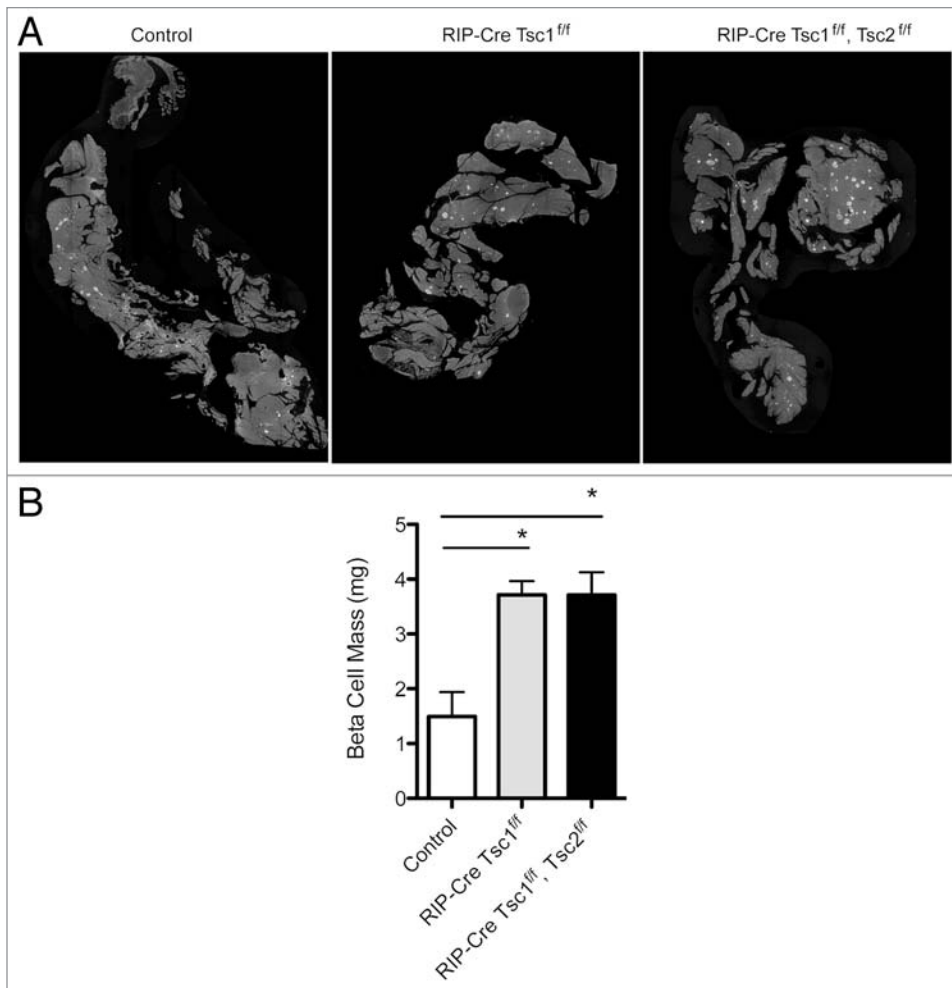 A
Control
RIP-Cre Tsc1f/f
RIP-Cre Tsc1f/f, Tsc2f/f
B
*
*
5
4
3
2
1
0
Beta Cell Mass (mg)
Control
RIP-Cre Tsc1f/f
RIP-Cre Tsc1f/f, Tsc2f/f